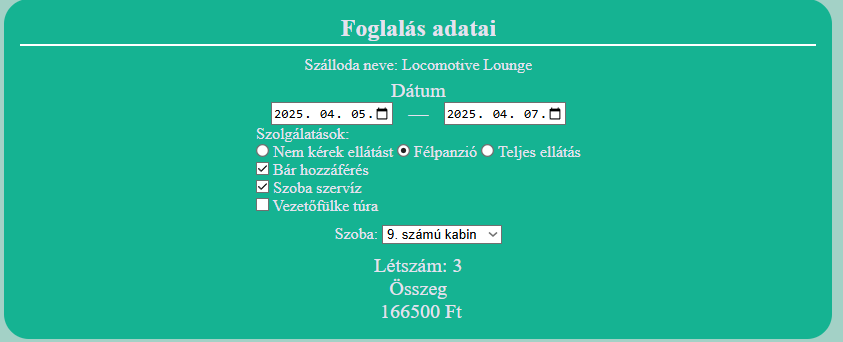 Foglalás adatai
Szálloda neve: Locomotive Lounge
Dátum
2025. 04. 05. — 2025. 04. 07.
Szolgálatások:
Nem kérek ellátást Félpanzió Teljes ellátás
Bár hozzáférés
Szoba szervíz
Vezetőfülke túra
Szoba: 9. számú kabin
Létszám: 3
Összeg
166500 Ft